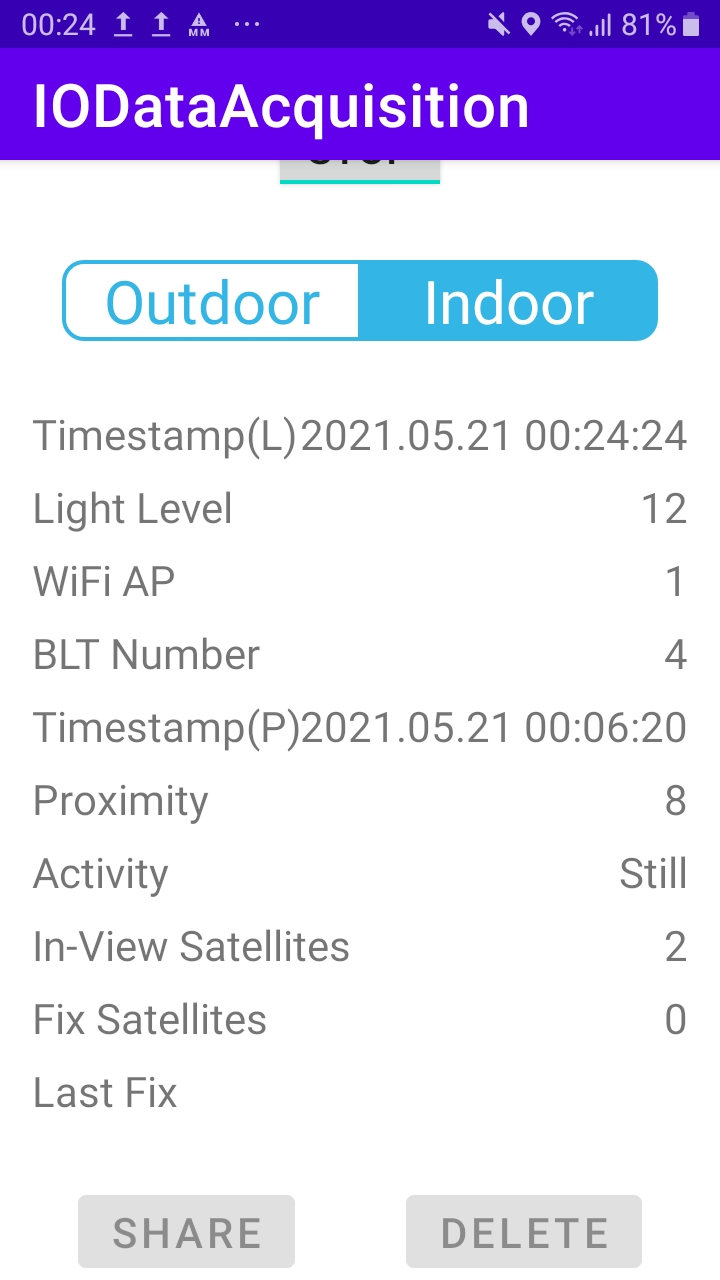 00:24 MM 81%
IODataAcquisition
Outdoor Indoor
Timestamp(L) 2021.05.21 00:24:24
Light Level 12
WiFi AP 1
BLT Number 4
Timestamp(P) 2021.05.21 00:06:20
Proximity 8
Activity Still
In-View Satellites 2
Fix Satellites 0
Last Fix
SHARE DELETE